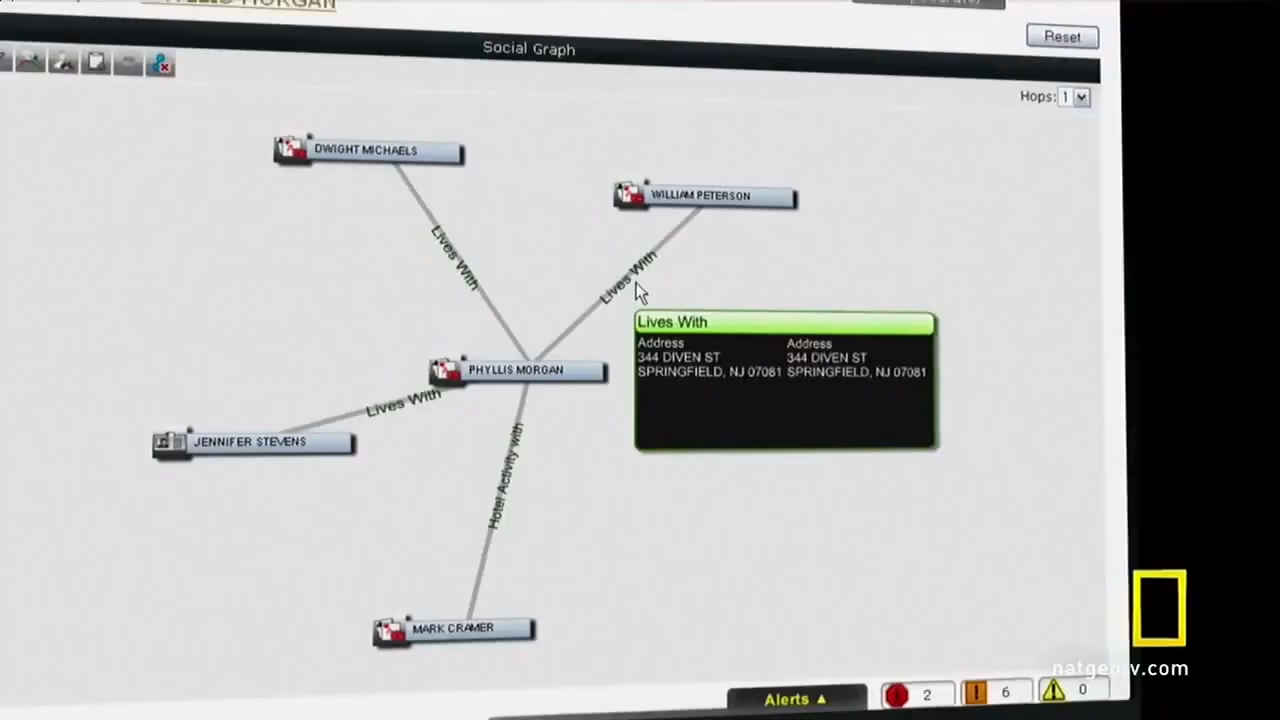 PHYLLIS MORGAN
Reset
Social Graph
Hops: 1
DWIGHT MICHAELS
WILLIAM PETERSON
Lives With
Lives With
Lives With
Address Address
344 DIVEN ST 344 DIVEN ST
SPRINGFIELD, NJ 07081 SPRINGFIELD, NJ 07081
PHYLLIS MORGAN
Lives With
JENNIFER STEVENS
Hotel Activity with
MARK CRAMER
natgeotv.com
Alerts ▲ 2 6 0